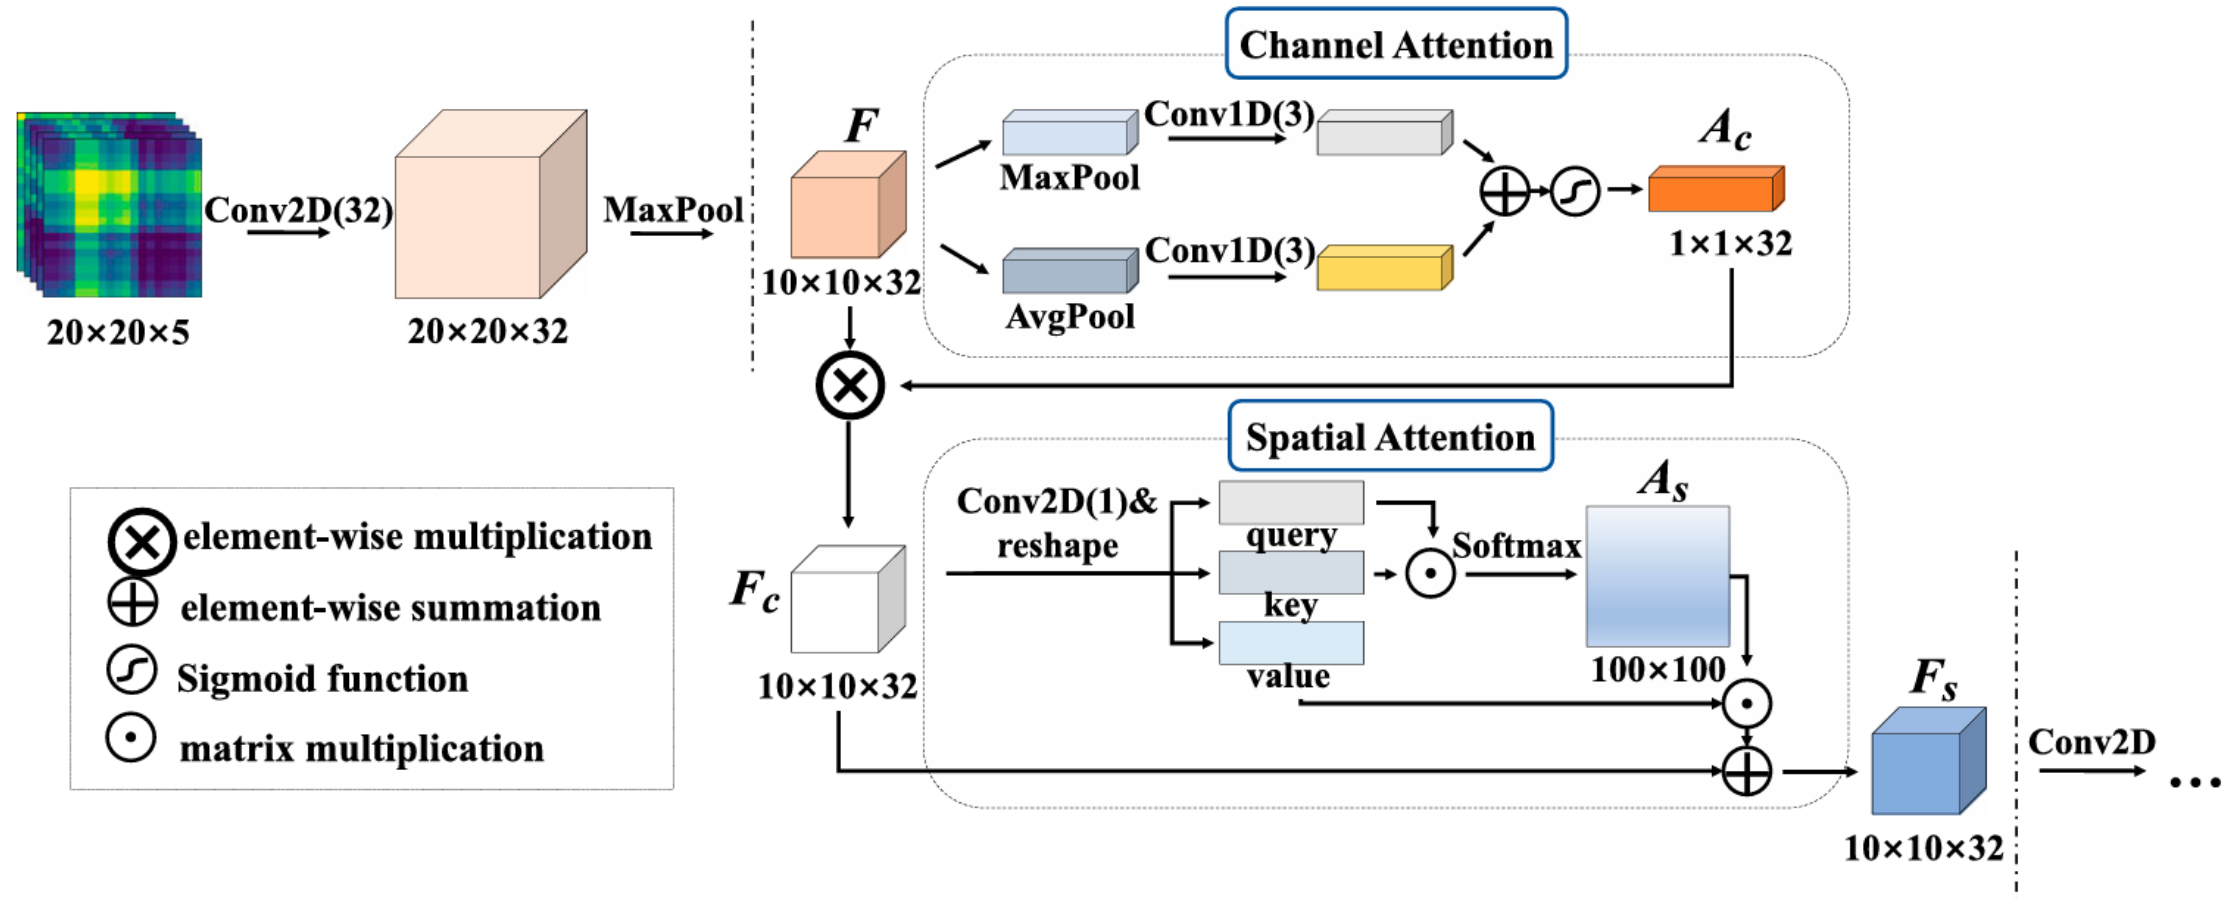 Channel Attention
F
Conv1D(3)
A_c
MaxPool
Conv2D(32)
MaxPool
1×1×32
Conv1D(3)
10×10×32
AvgPool
20×20×5
20×20×32
Spatial Attention
A_s
Conv2D(1)&
reshape
query
Softmax
key
value
100×100
F_c
10×10×32
element-wise multiplication
element-wise summation
Sigmoid function
matrix multiplication
F_s
10×10×32
Conv2D
...